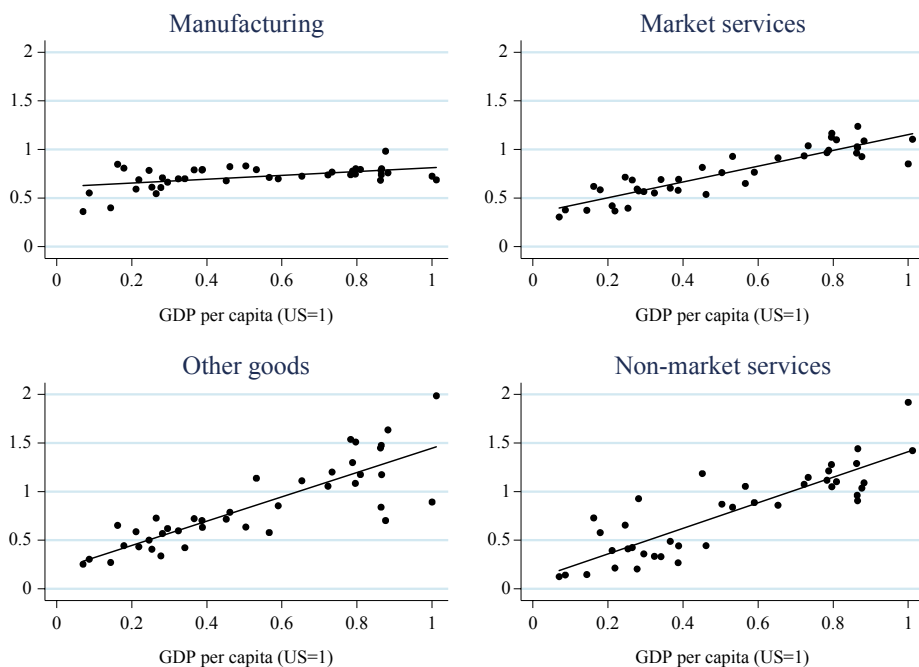 Manufacturing
2
1.5
1
0.5
0
0 0.2 0.4 0.6 0.8 1
GDP per capita (US=1)
Market services
2
1.5
1
0.5
0
0 0.2 0.4 0.6 0.8 1
GDP per capita (US=1)
Other goods
2
1.5
1
0.5
0
0 0.2 0.4 0.6 0.8 1
GDP per capita (US=1)
Non-market services
2
1.5
1
0.5
0
0 0.2 0.4 0.6 0.8 1
GDP per capita (US=1)